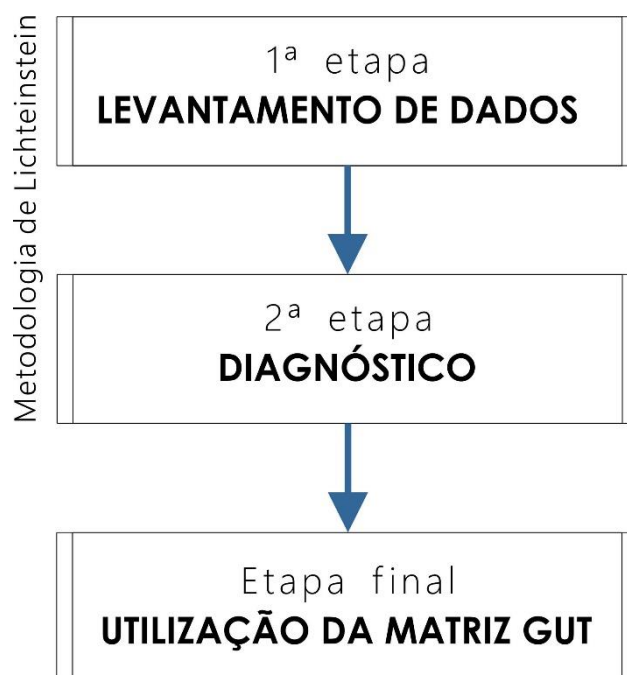 Metodologia de Lichteinstein
1ª etapa
LEVANTAMENTO DE DADOS
2ª etapa
DIAGNÓSTICO
Etapa final
UTILIZAÇÃO DA MATRIZ GUT